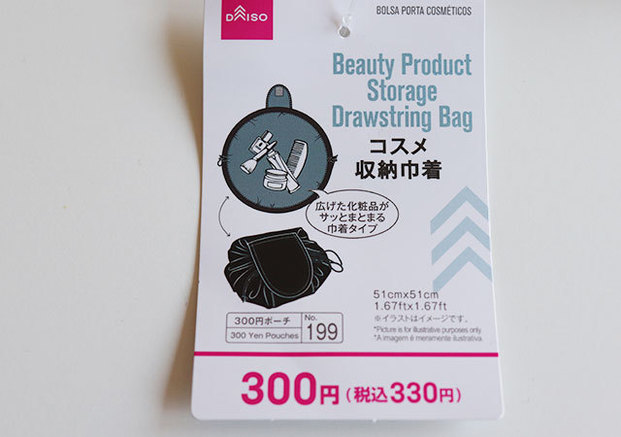 DAISO
BOLSA PORTA COSMÉTICOS
Beauty Product
Storage
Drawstring Bag
コスメ
収納巾着
広げた化粧品が
サッとまとまる
巾着タイプ
51cm×51cm
1.67ft×1.67ft
※イラストはイメージです。
*Picture is for illustrative purposes only.
*A imagem é meramente ilustrativa.
300円ポーチ
300 Yen Pouches
No.
199
300円(税込330円)